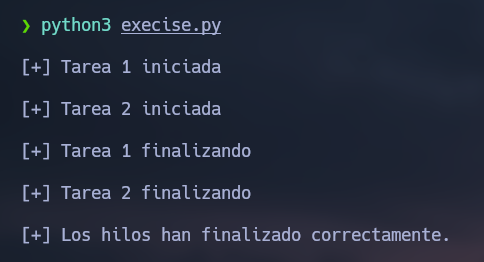 ❯ python3 execise.py
[+] Tarea 1 iniciada
[+] Tarea 2 iniciada
[+] Tarea 1 finalizando
[+] Tarea 2 finalizando
[+] Los hilos han finalizado correctamente.